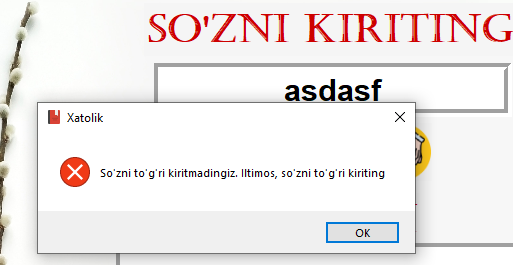 SO'ZNI KIRITING
asdasf
Xatolik
So'zni to'g'ri kiritmadingiz. Iltimos, so'zni to'g'ri kiriting
OK